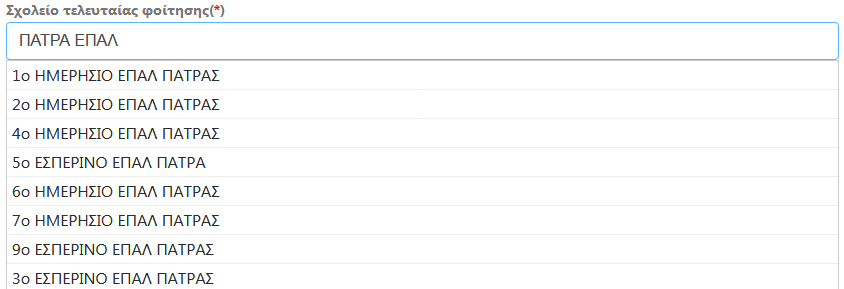 Σχολείο τελευταίας φοίτησης(*)
ΠΑΤΡΑ ΕΠΑΛ
1ο ΗΜΕΡΗΣΙΟ ΕΠΑΛ ΠΑΤΡΑΣ
2ο ΗΜΕΡΗΣΙΟ ΕΠΑΛ ΠΑΤΡΑΣ
4ο ΗΜΕΡΗΣΙΟ ΕΠΑΛ ΠΑΤΡΑΣ
5ο ΕΣΠΕΡΙΝΟ ΕΠΑΛ ΠΑΤΡΑ
6ο ΗΜΕΡΗΣΙΟ ΕΠΑΛ ΠΑΤΡΑΣ
7ο ΗΜΕΡΗΣΙΟ ΕΠΑΛ ΠΑΤΡΑΣ
9ο ΕΣΠΕΡΙΝΟ ΕΠΑΛ ΠΑΤΡΑΣ
3ο ΕΣΠΕΡΙΝΟ ΕΠΑΛ ΠΑΤΡΑΣ